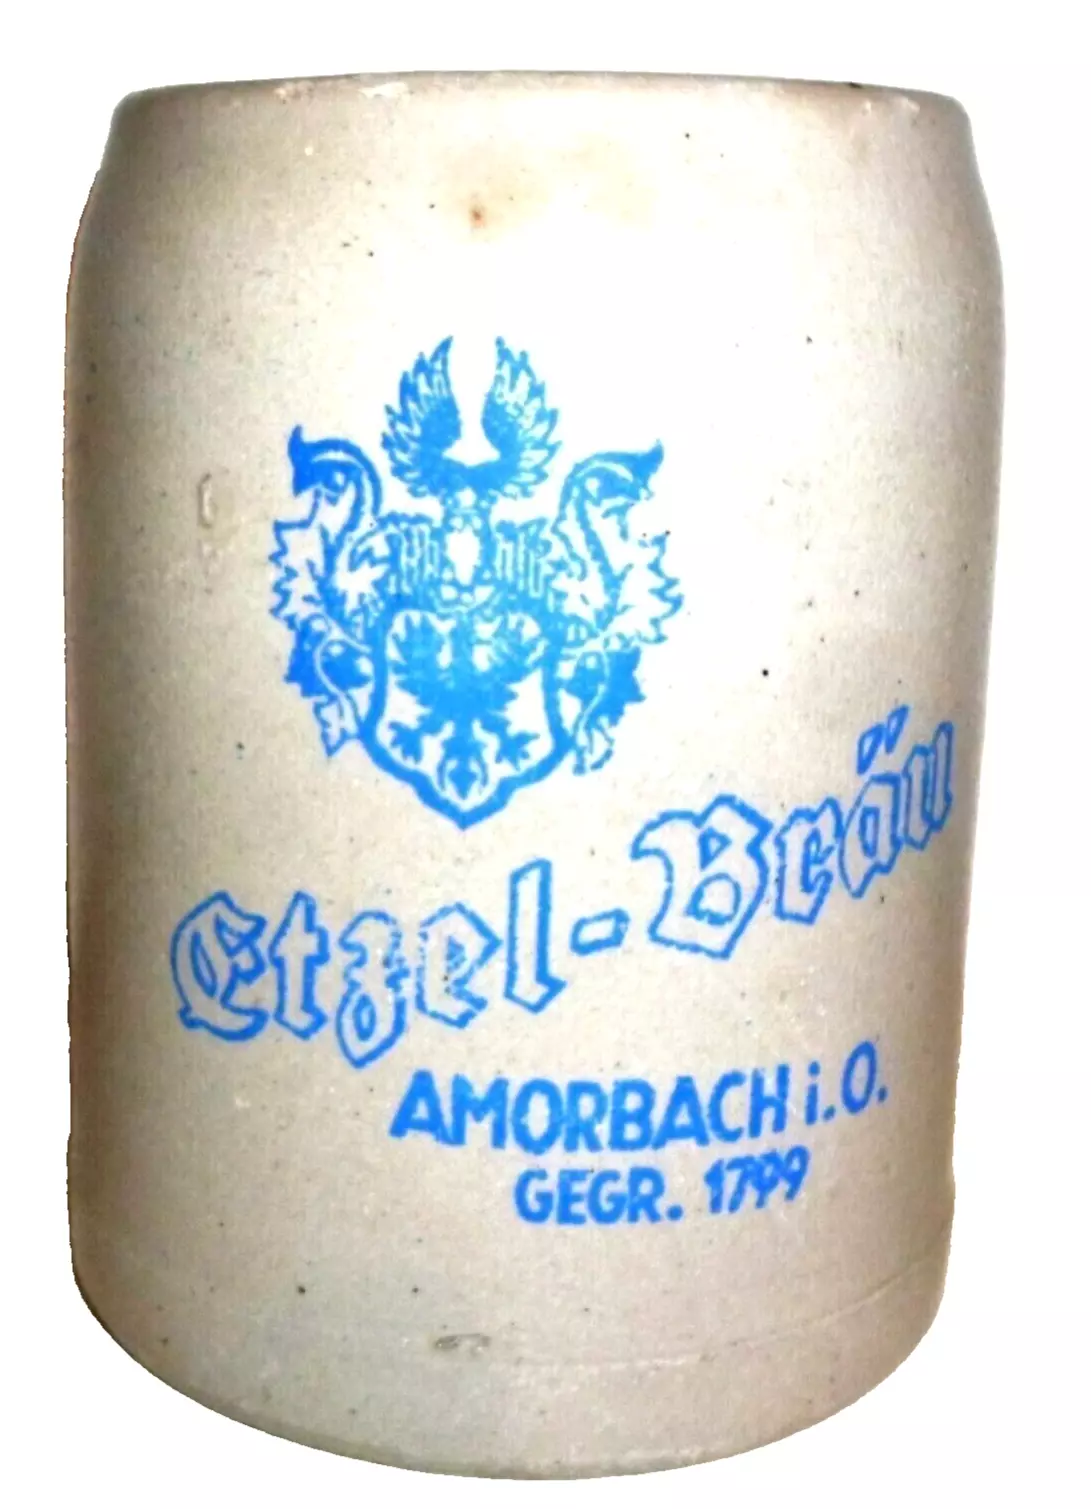 Etzel-Bräu
AMORBACH i.O.
GEGR. 1799